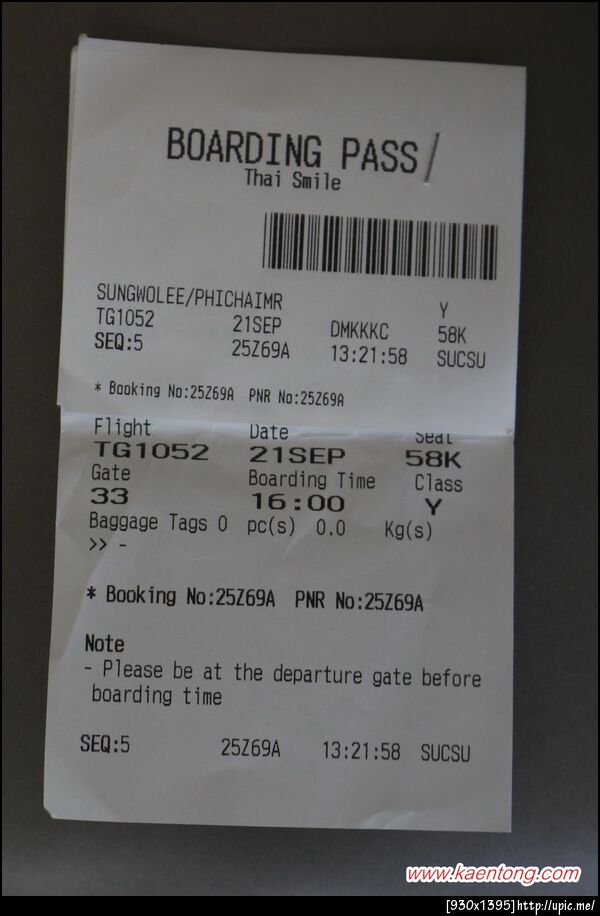 BOARDING PASS
Thai Smile
SUNGWOLEE/PHICHAIMR Y
TG1052 21SEP DMKKKC 58K
SEQ:5 25Z69A 13:21:58 SUCSU
* Booking No:25Z69A PNR No:25Z69A
Flight Date Seat
TG1052 21SEP 58K
Gate Boarding Time Class
33 16:00 Y
Baggage Tags 0 pc(s) 0.0 Kg(s)
>> -
* Booking No:25Z69A PNR No:25Z69A
Note
- Please be at the departure gate before
boarding time
SEQ:5 25Z69A 13:21:58 SUCSU
www.kaentong.com
[930x1395]http://upic.me/